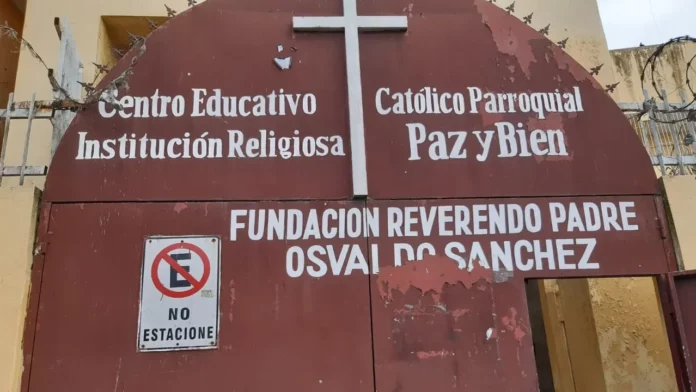 Centro Educativo Católico Parroquial
Institución Religiosa Paz y Bien
FUNDACION REVERENDO PADRE
OSVALDO SANCHEZ
E
NO
ESTACIONE